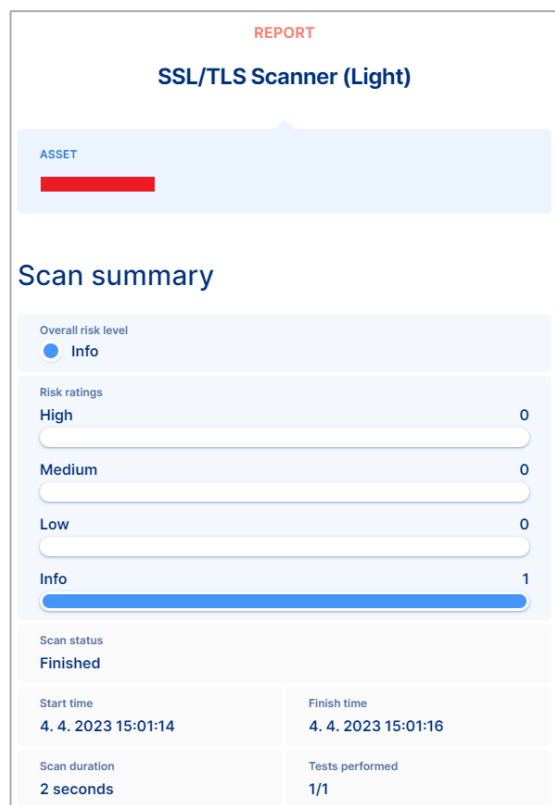 REPORT
SSL/TLS Scanner (Light)
ASSET
Scan summary
Overall risk level
Info
Risk ratings
High 0
Medium 0
Low 0
Info 1
Scan status
Finished
Start time Finish time
4. 4. 2023 15:01:14 4. 4. 2023 15:01:16
Scan duration Tests performed
2 seconds 1/1